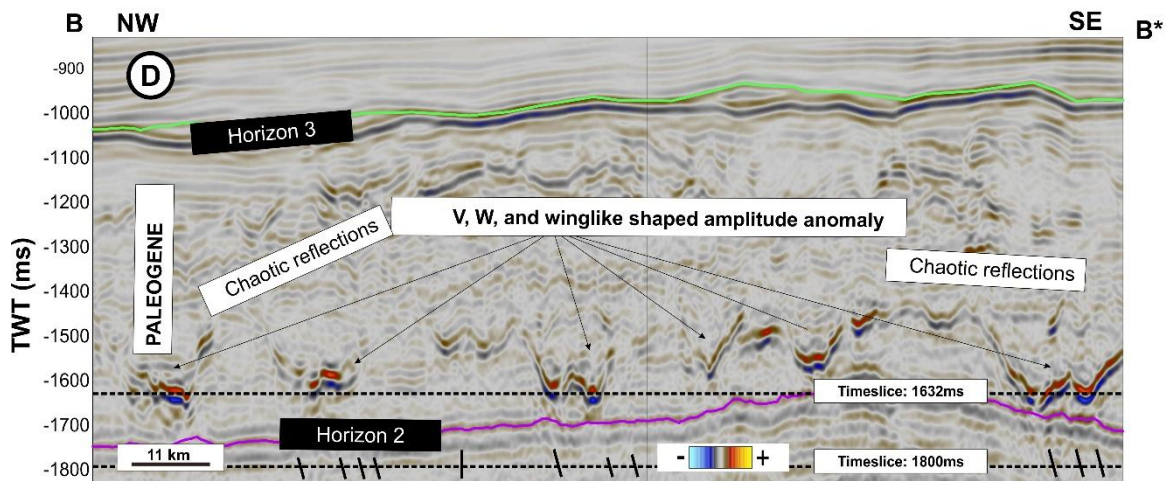 B NW SE B*
D
-900
-1000
-1100
-1200
-1300
-1400
-1500
-1600
-1700
-1800
TWT (ms)
Horizon 3
PALEOGENE
Chaotic reflections
V, W, and winglike shaped amplitude anomaly
Chaotic reflections
Timeslice: 1632ms
Horizon 2
11 km
- +
Timeslice: 1800ms